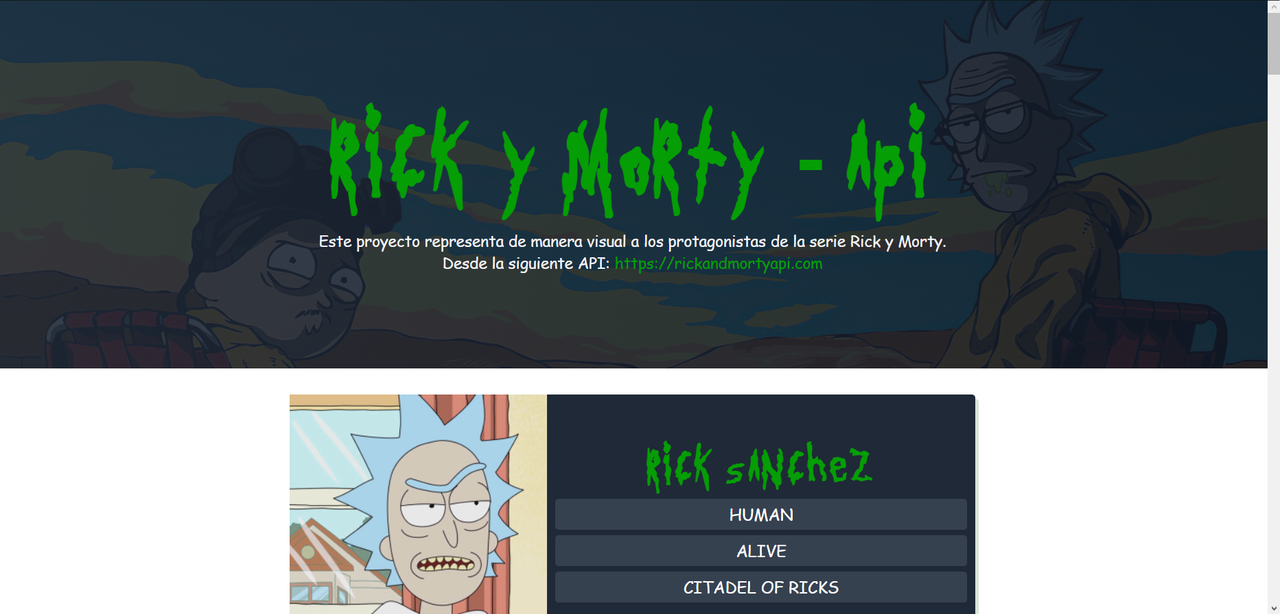 Rick y Morty - Api
Este proyecto representa de manera visual a los protagonistas de la serie Rick y Morty.
Desde la siguiente API: https://rickandmortyapi.com
Rick Sanchez
HUMAN
ALIVE
CITADEL OF RICKS